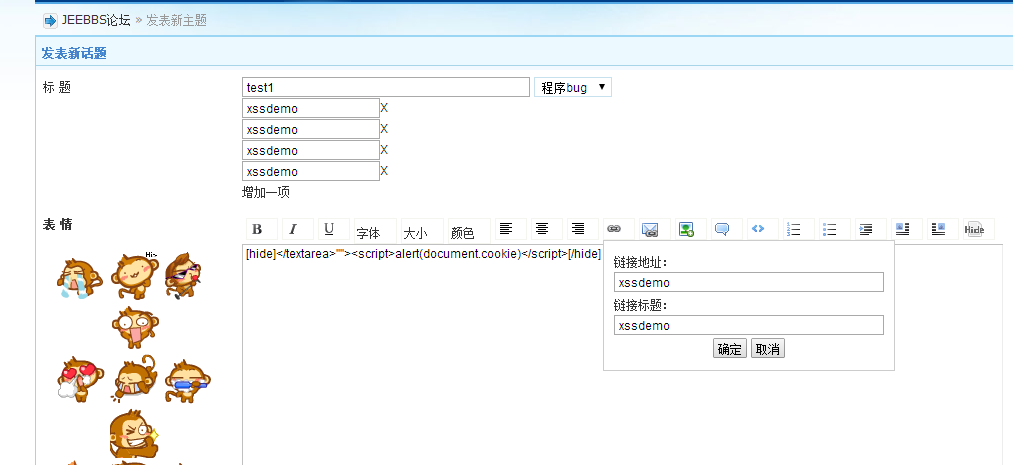 JEEBBS论坛 » 发表新主题
发表新话题
标 题
test1 程序bug ▼
xssdemo X
xssdemo X
xssdemo X
xssdemo X
增加一项
表 情
B I U 字体 大小 颜色 Hide
[hide]</textarea>""><script>alert(document.cookie)</script>[/hide]
链接地址:
xssdemo
链接标题:
xssdemo
确定 取消
Hi~